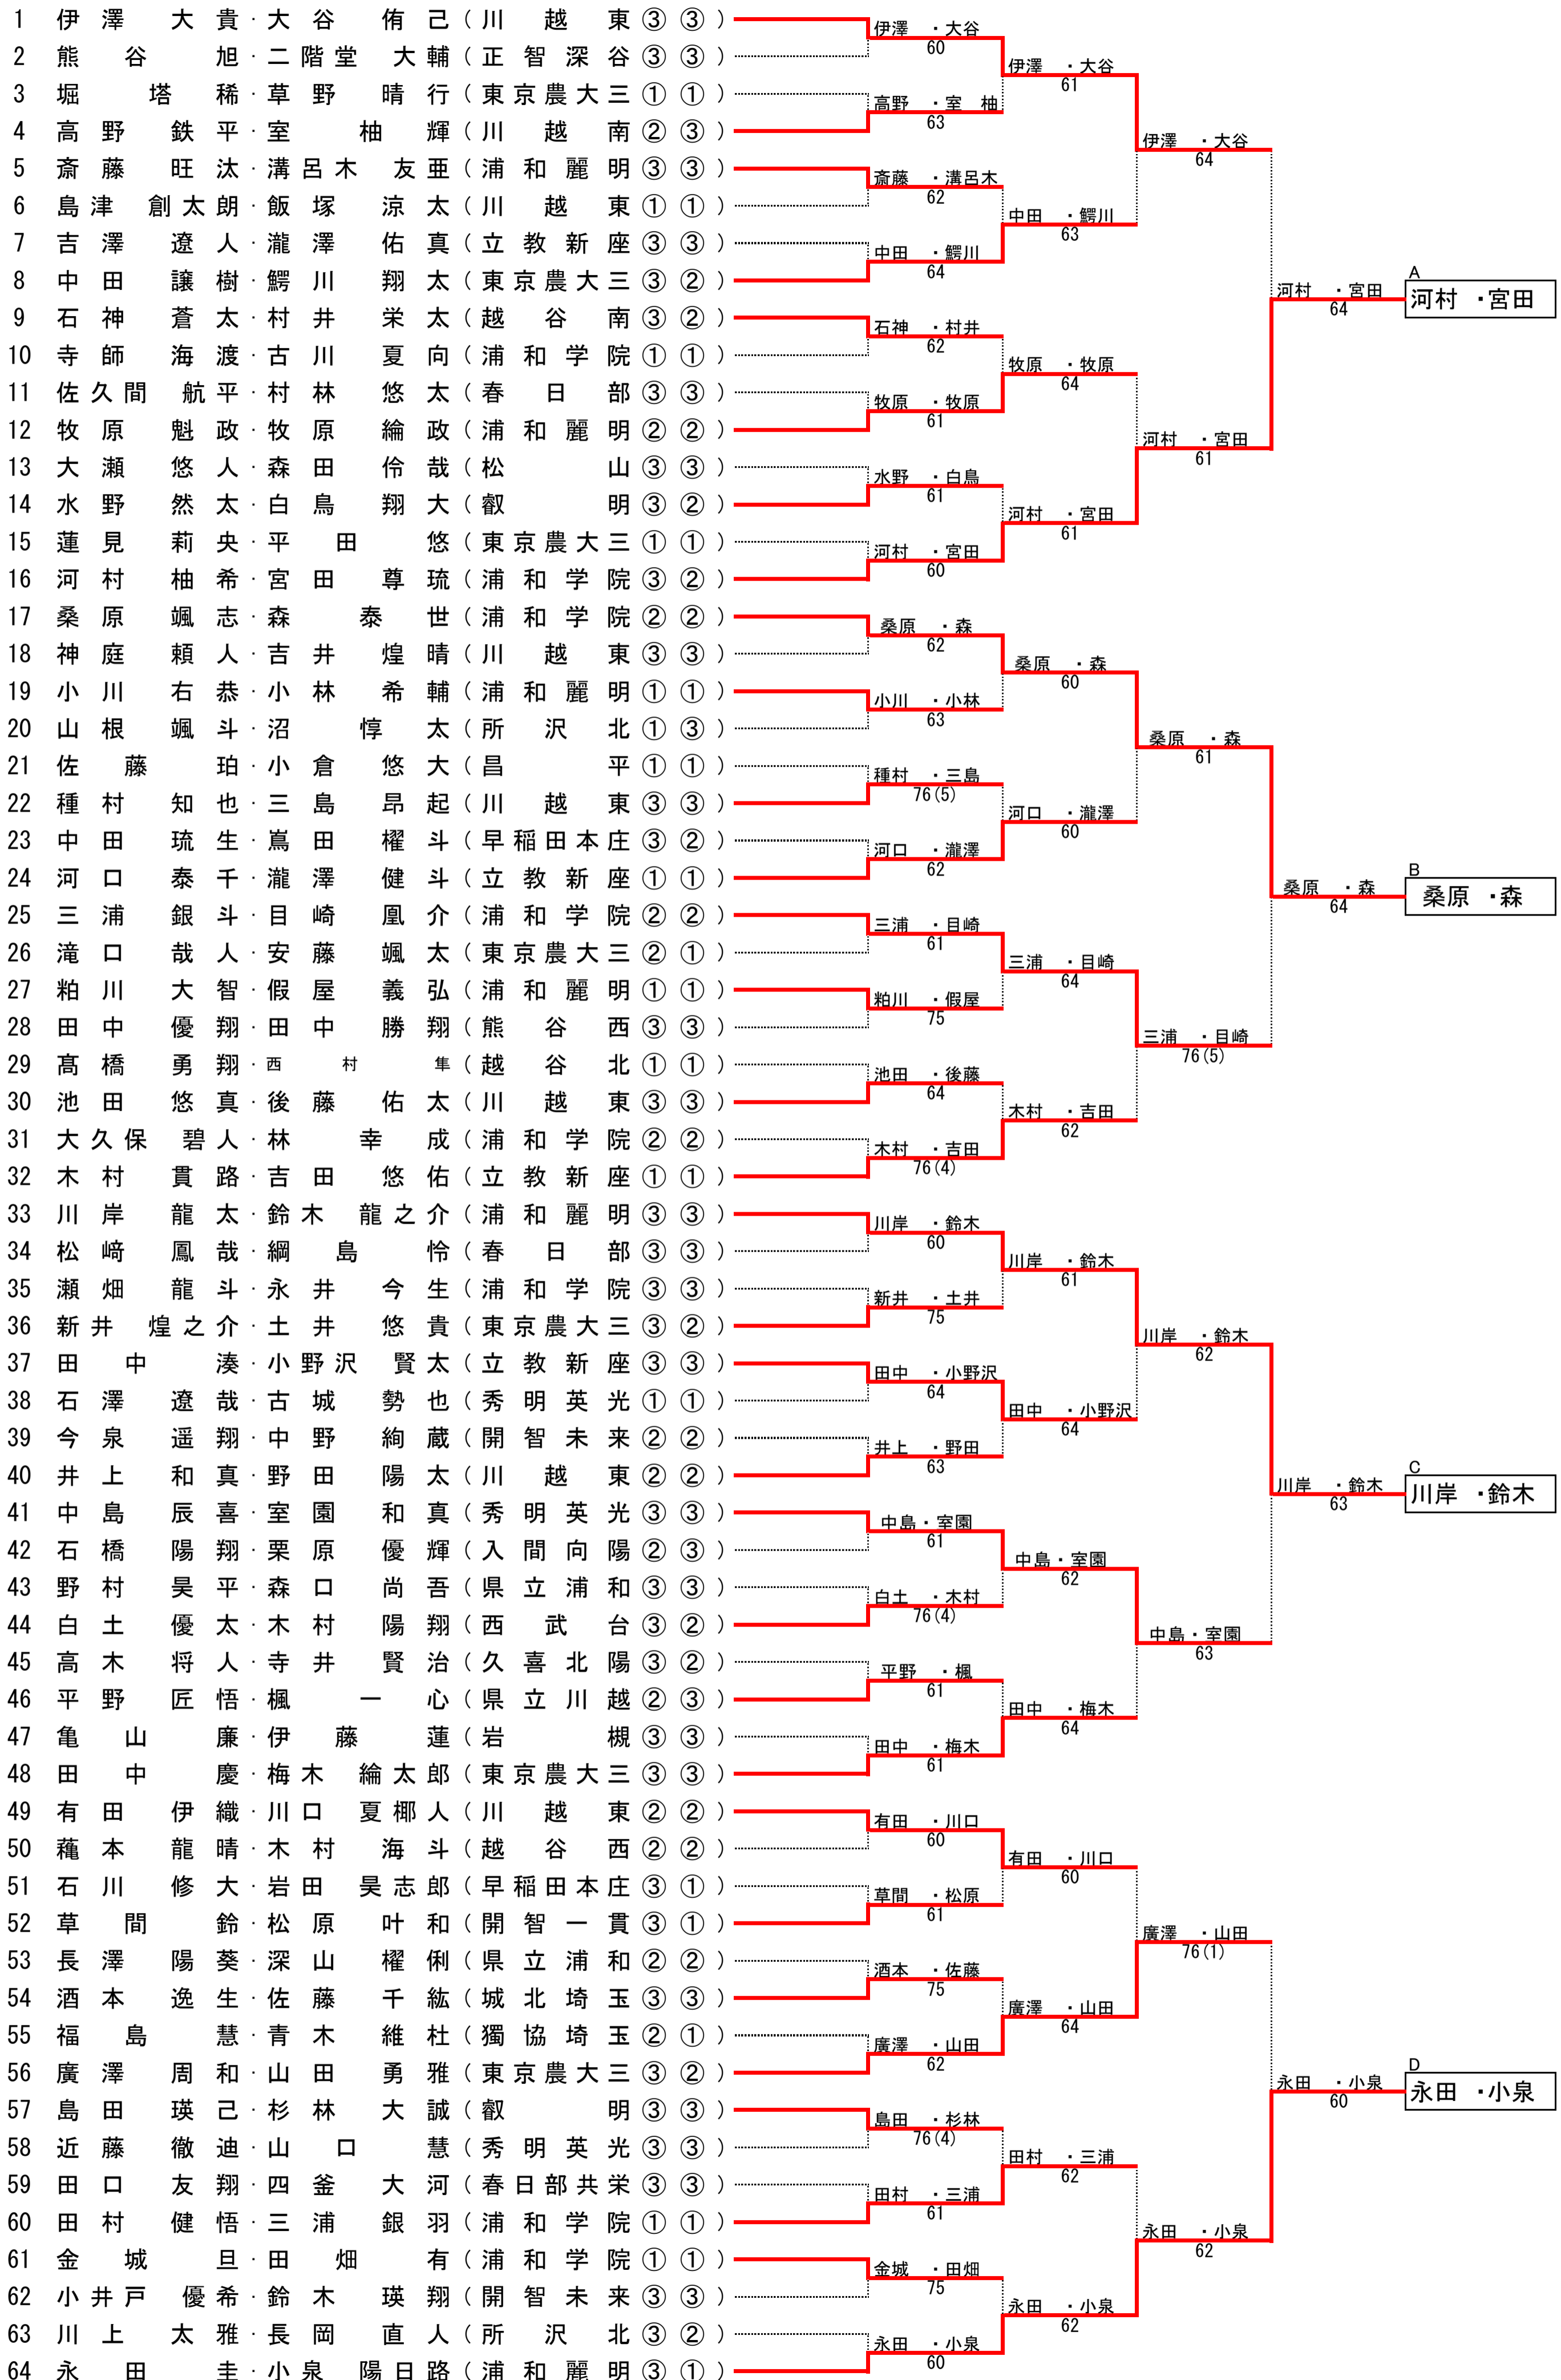 1 伊澤 大貴・大谷 侑己 (川越東 ③ ③)
2 熊谷 旭・二階堂 大輔 (正智深谷 ③ ③)
3 堀 塔稀・草野 晴行 (東京農大三 ① ①)
4 高野 鉄平・室 柚輝 (川越南 ② ③)
5 斎藤 旺汰・溝呂木 友亜 (浦和麗明 ③ ③)
6 島津 創太朗・飯塚 涼太 (川越東 ① ①)
7 吉澤 遼人・瀧澤 佑真 (立教新座 ③ ③)
8 中田 譲樹・鰐川 翔太 (東京農大三 ③ ②)
9 石神 蒼太・村井 栄太 (越谷南 ③ ②)
10 寺師 海渡・古川 夏向 (浦和学院 ① ①)
11 佐久間 航平・村林 悠太 (春日部 ③ ③)
12 牧原 魁政・牧原 綸政 (浦和麗明 ② ②)
13 大瀬 悠人・森田 伶哉 (松山 ③ ③)
14 水野 然太・白鳥 翔大 (叡明 ③ ②)
15 蓮見 莉央・平田 悠 (東京農大三 ① ①)
16 河村 柚希・宮田 尊琉 (浦和学院 ③ ②)
17 桑原 颯志・森 泰世 (浦和学院 ② ②)
18 神庭 頼人・吉井 煌晴 (川越東 ③ ③)
19 小川 右恭・小林 希輔 (浦和麗明 ① ①)
20 山根 颯斗・沼 惇太 (所沢北 ① ③)
21 佐藤 珀・小倉 悠大 (昌平 ① ①)
22 種村 知也・三島 昂起 (川越東 ③ ③)
23 中田 琉生・嶌田 櫂斗 (早稲田本庄 ③ ②)
24 河口 泰千・瀧澤 健斗 (立教新座 ① ①)
25 三浦 銀斗・目崎 凰介 (浦和学院 ② ②)
26 滝口 哉人・安藤 颯太 (東京農大三 ② ①)
27 粕川 大智・假屋 義弘 (浦和麗明 ① ①)
28 田中 優翔・田中 勝翔 (熊谷西 ③ ③)
29 髙橋 勇翔・西村 隼 (越谷北 ① ①)
30 池田 悠真・後藤 佑太 (川越東 ③ ③)
31 大久保 碧人・林 幸成 (浦和学院 ② ②)
32 木村 貫路・吉田 悠佑 (立教新座 ① ①)
33 川岸 龍太・鈴木 龍之介 (浦和麗明 ③ ③)
34 松﨑 鳳哉・綱島 怜 (春日部 ③ ③)
35 瀬畑 龍斗・永井 今生 (浦和学院 ③ ③)
36 新井 煌之介・土井 悠貴 (東京農大三 ③ ②)
37 田中 湊・小野沢 賢太 (立教新座 ③ ③)
38 石澤 遼哉・古城 勢也 (秀明英光 ① ①)
39 今泉 遥翔・中野 絢蔵 (開智未来 ② ②)
40 井上 和真・野田 陽太 (川越東 ② ②)
41 中島 辰喜・室園 和真 (秀明英光 ③ ③)
42 石橋 陽翔・栗原 優輝 (入間向陽 ② ③)
43 野村 昊平・森口 尚吾 (県立浦和 ③ ③)
44 白土 優太・木村 陽翔 (西武台 ③ ②)
45 高木 将人・寺井 賢治 (久喜北陽 ③ ②)
46 平野 匠悟・楓 一心 (県立川越 ② ③)
47 亀山 廉・伊藤 蓮 (岩槻 ③ ③)
48 田中 慶・梅木 綸太郎 (東京農大三 ③ ③)
49 有田 伊織・川口 夏椰人 (川越東 ② ②)
50 龝本 龍晴・木村 海斗 (越谷西 ② ②)
51 石川 修大・岩田 昊志郎 (早稲田本庄 ③ ①)
52 草間 鈴・松原 叶和 (開智一貫 ③ ①)
53 長澤 陽葵・深山 櫂俐 (県立浦和 ② ②)
54 酒本 逸生・佐藤 千紘 (城北埼玉 ③ ③)
55 福島 慧・青木 維杜 (獨協埼玉 ② ①)
56 廣澤 周和・山田 勇雅 (東京農大三 ③ ②)
57 島田 瑛己・杉林 大誠 (叡明 ③ ③)
58 近藤 徹迪・山口 慧 (秀明英光 ③ ③)
59 田口 友翔・四釜 大河 (春日部共栄 ③ ③)
60 田村 健悟・三浦 銀羽 (浦和学院 ① ①)
61 金城 旦・田畑 有 (浦和学院 ① ①)
62 小井戸 優希・鈴木 瑛翔 (開智未来 ③ ③)
63 川上 太雅・長岡 直人 (所沢北 ③ ②)
64 永田 圭・小泉 陽日路 (浦和麗明 ③ ①)
伊澤 ・大谷
60
高野 ・室 柚
63
斎藤 ・溝呂木
62
中田 ・鰐川
64
石神 ・村井
62
牧原 ・牧原
61
水野 ・白鳥
61
河村 ・宮田
60
桑原 ・森
62
小川 ・小林
63
種村 ・三島
76(5)
河口 ・瀧澤
62
三浦 ・目崎
61
粕川 ・假屋
75
池田 ・後藤
64
木村 ・吉田
76(4)
川岸 ・鈴木
60
新井 ・土井
75
田中 ・小野沢
64
井上 ・野田
63
中島・室園
61
白土 ・木村
76(4)
平野 ・楓
61
田中 ・梅木
61
有田 ・川口
60
草間 ・松原
61
酒本 ・佐藤
75
廣澤 ・山田
62
島田 ・杉林
76(4)
田村 ・三浦
61
金城 ・田畑
75
永田 ・小泉
60
伊澤 ・大谷
61
中田 ・鰐川
63
牧原 ・牧原
64
河村 ・宮田
61
桑原 ・森
60
河口 ・瀧澤
60
三浦 ・目崎
64
木村 ・吉田
62
川岸 ・鈴木
61
田中 ・小野沢
64
中島・室園
62
田中 ・梅木
64
有田 ・川口
60
廣澤 ・山田
64
田村 ・三浦
62
永田 ・小泉
62
伊澤 ・大谷
64
河村 ・宮田
61
桑原 ・森
61
三浦 ・目崎
76(5)
川岸 ・鈴木
62
中島・室園
63
廣澤 ・山田
76(1)
永田 ・小泉
62
河村 ・宮田
64
桑原 ・森
64
川岸 ・鈴木
63
永田 ・小泉
60
A
河村 ・宮田
B
桑原 ・森
C
川岸 ・鈴木
D
永田 ・小泉